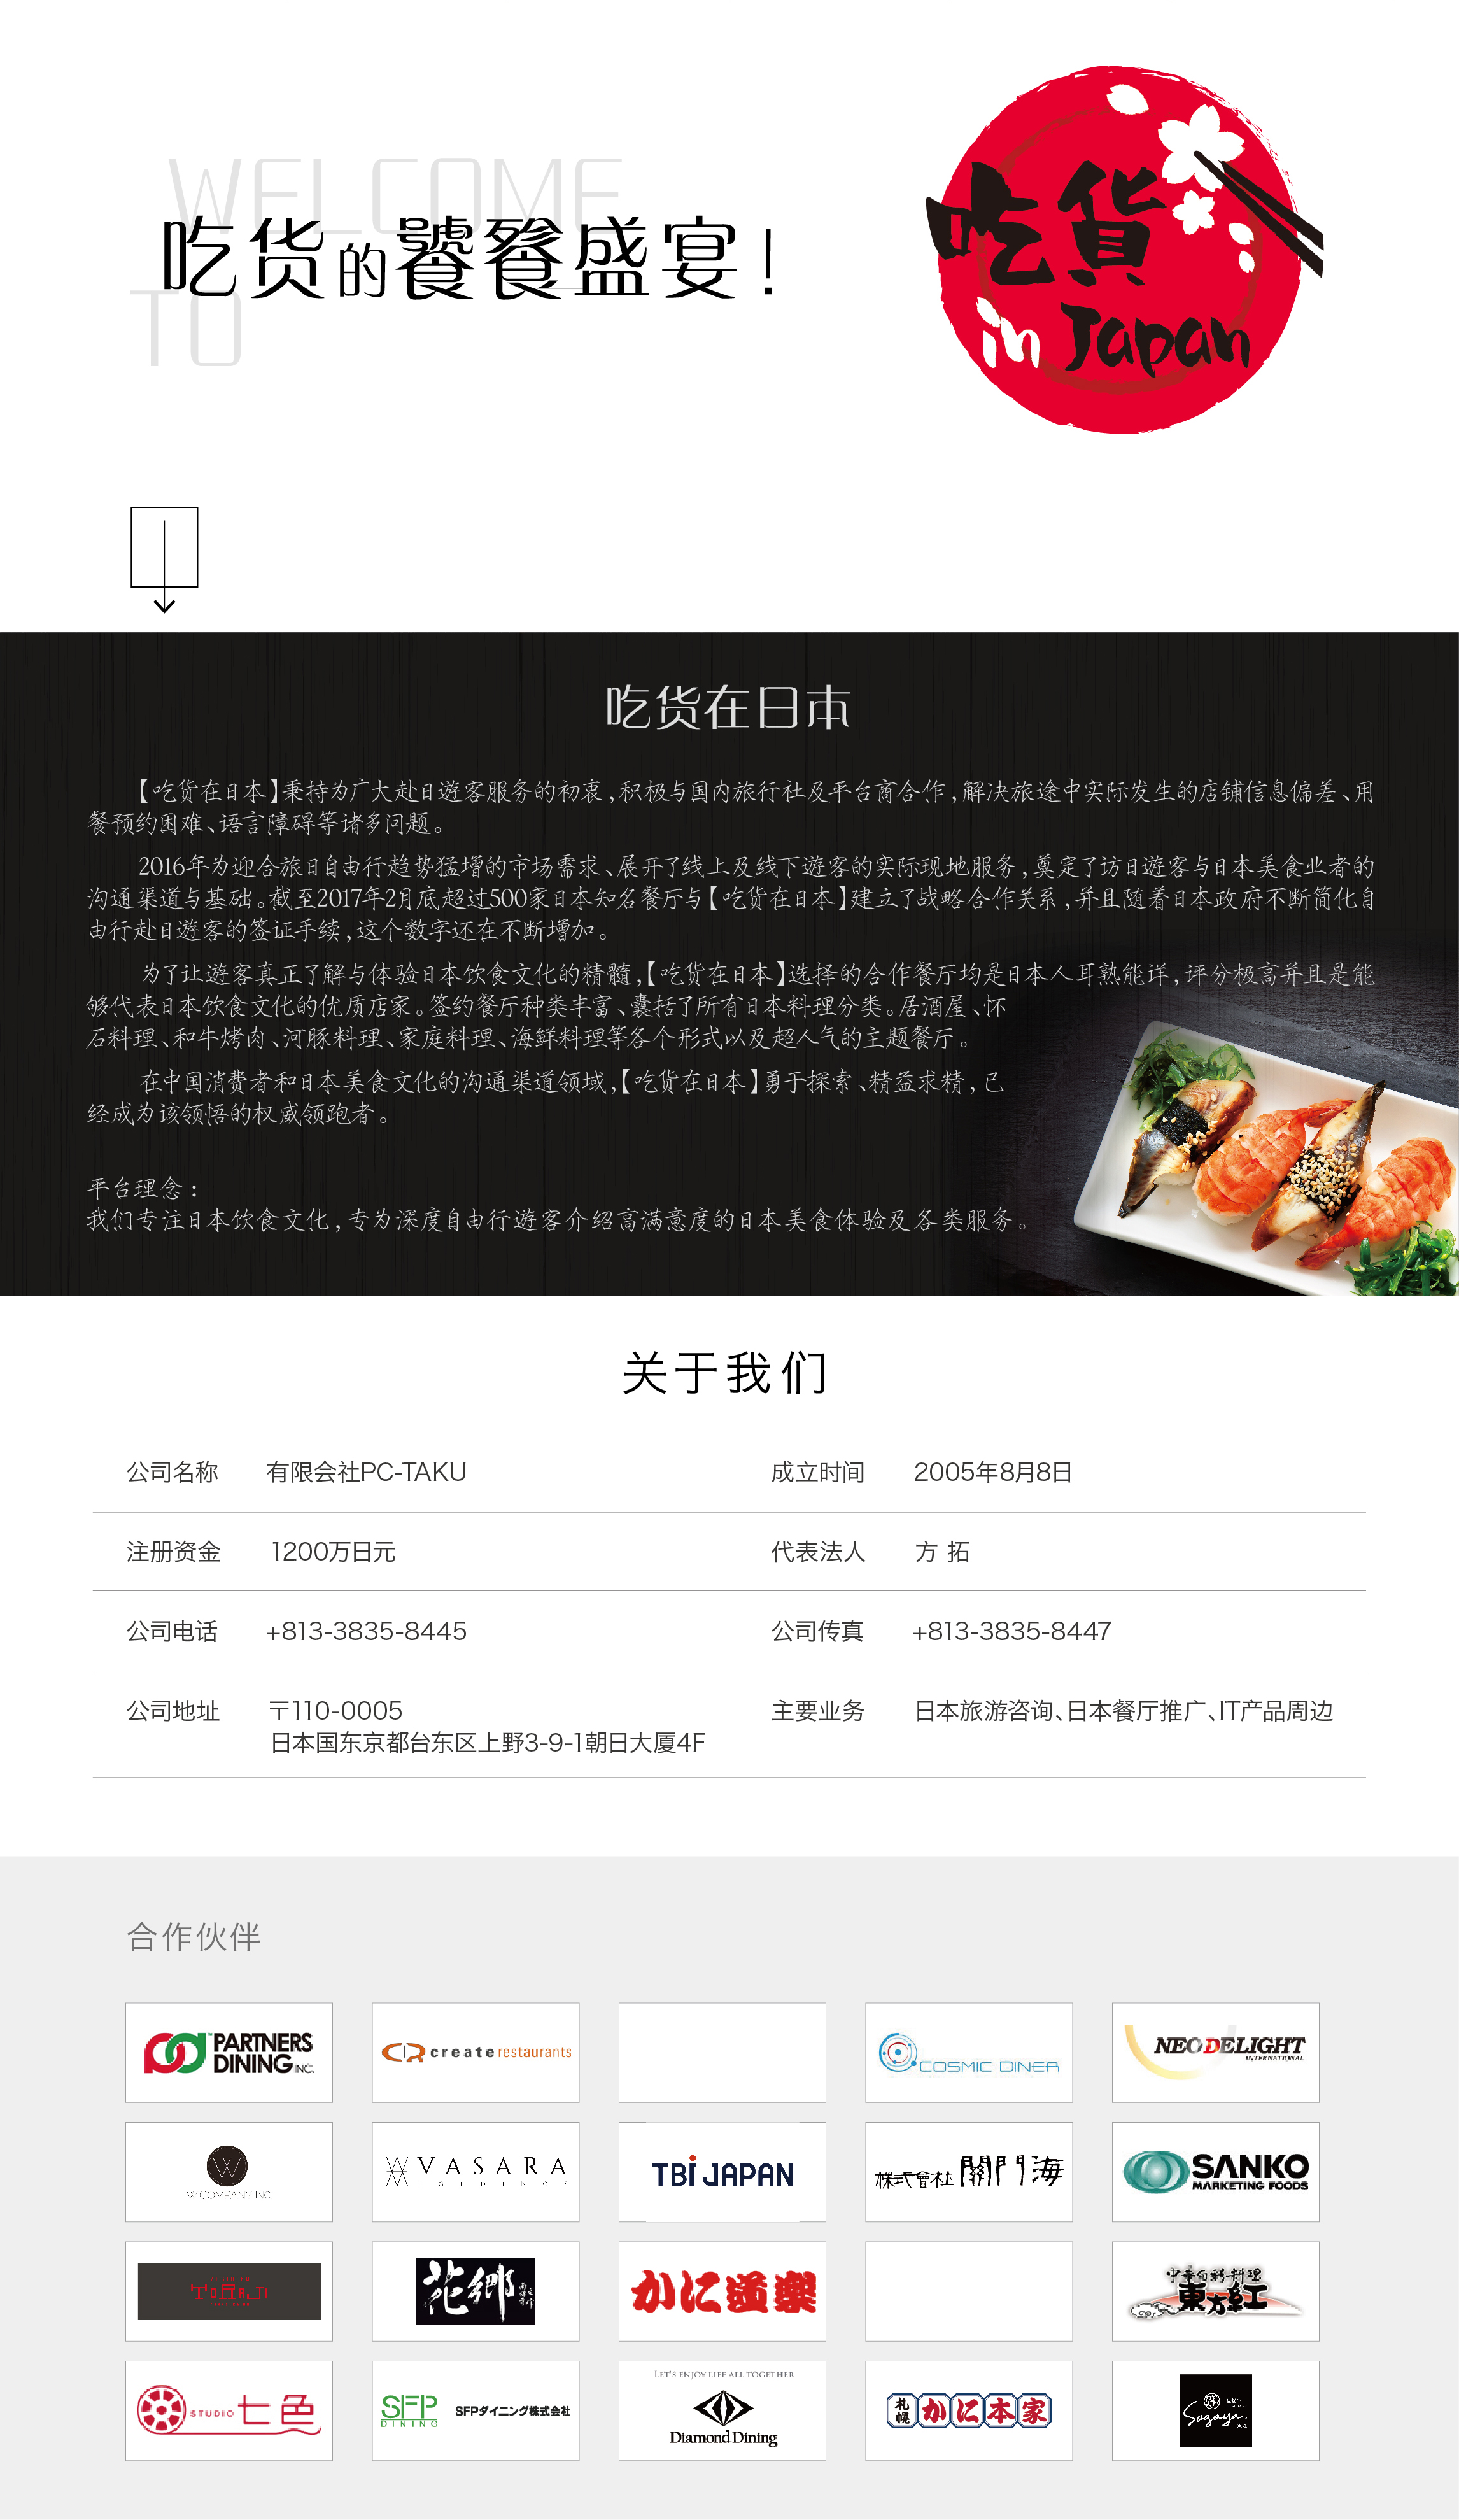 WELCOME
TO
吃货的饕餮盛宴！
吃貨
in Japan
吃货在日本
【吃货在日本】秉持为广大赴日遊客服务的初衷，积极与国内旅行社及平台商合作，解决旅途中实际发生的店铺信息偏差、用
餐预约困难、语言障碍等诸多问题。
2016年为迎合旅日自由行趋势猛增的市场需求、展开了线上及线下遊客的实际现地服务，奠定了访日遊客与日本美食业者的
沟通渠道与基础。截至2017年2月底超过500家日本知名餐厅与【吃货在日本】建立了战略合作关系，并且随着日本政府不断简化自
由行赴日遊客的签证手续，这个数字还在不断增加。
为了让遊客真正了解与体验日本饮食文化的精髓，【吃货在日本】选择的合作餐厅均是日本人耳熟能详，评分极高并且是能
够代表日本饮食文化的优质店家。签约餐厅种类丰富、囊括了所有日本料理分类。居酒屋、怀
石料理、和牛烤肉、河豚料理、家庭料理、海鲜料理等各个形式以及超人气的主题餐厅。
在中国消费者和日本美食文化的沟通渠道领域，【吃货在日本】勇于探索、精益求精，已
经成为该领悟的权威领跑者。
平台理念：
我们专注日本饮食文化，专为深度自由行遊客介绍高满意度的日本美食体验及各类服务。
关于我们
公司名称 有限会社PC-TAKU 成立时间 2005年8月8日
注册资金 1200万日元 代表法人 方 拓
公司电话 +813-3835-8445 公司传真 +813-3835-8447
公司地址 〒110-0005 主要业务 日本旅游咨询、日本餐厅推广、IT产品周边
日本国东京都台东区上野3-9-1朝日大厦4F
合作伙伴
PARTNERS
DINING INC.
create restaurants
COSMIC DINER
NEODELIGHT
INTERNATIONAL
W COMPANY INC.
VASARA
HOLDINGS
TBi JAPAN
株式會社 關門海
SANKO
MARKETING FOODS
TORAJI
花郷
かに道楽
中華旬彩料理
東方紅
STUDIO 七色
SFP
DINING
SFPダイニング株式会社
LET'S ENJOY LIFE ALL TOGETHER
Diamond Dining
札幌 かに本家
Sagaya